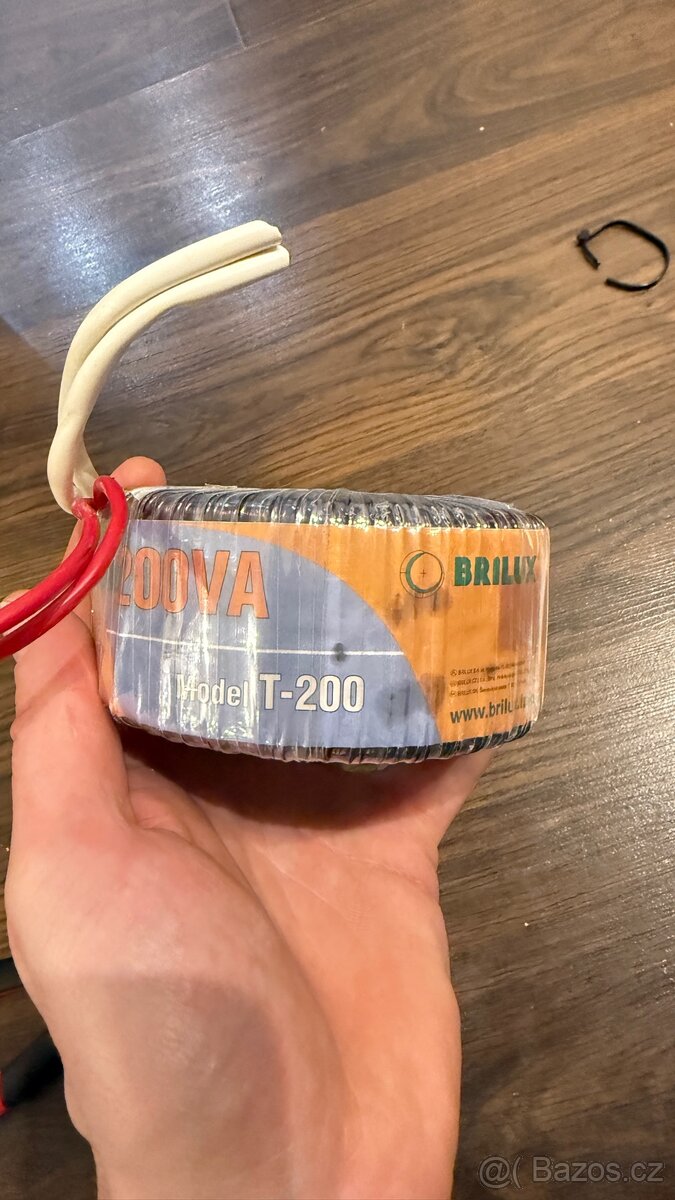 200VA
Model T-200
BRILUX
www.brilux
@( Bazos.cz